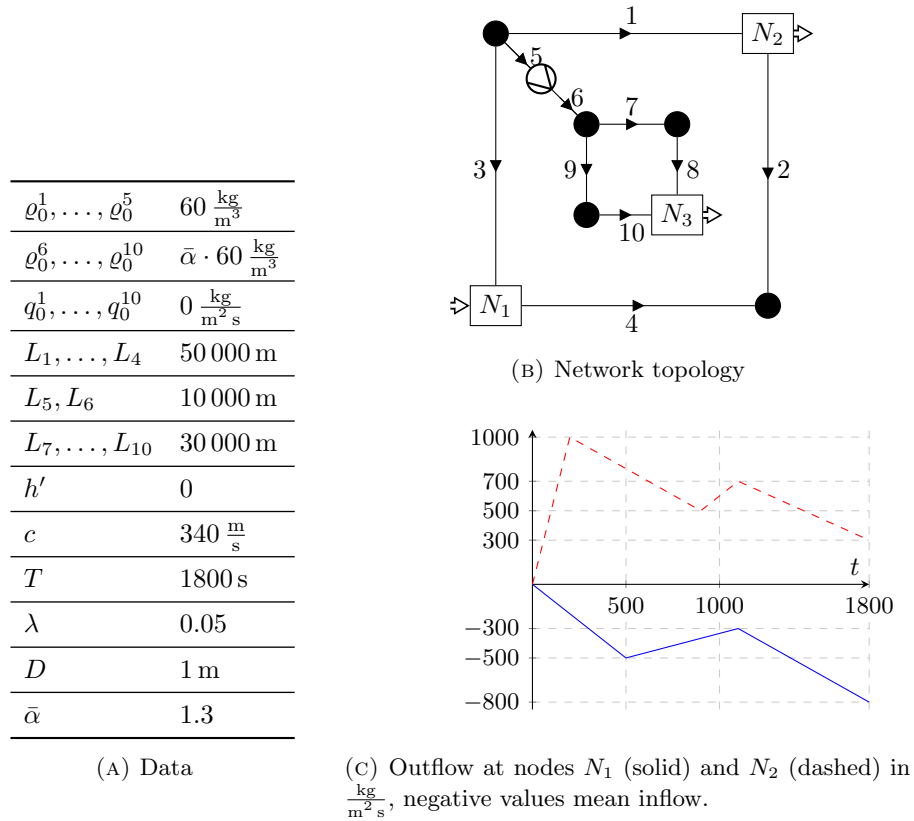 ϱ₀¹, …, ϱ₀⁵ 60 kg/m³
ϱ₀⁶, …, ϱ₀¹⁰ ᾱ · 60 kg/m³
q₀¹, …, q₀¹⁰ 0 kg/(m² s)
L₁, …, L₄ 50 000 m
L₅, L₆ 10 000 m
L₇, …, L₁₀ 30 000 m
h′ 0
c 340 m/s
T 1800 s
λ 0.05
D 1 m
ᾱ 1.3
(A) Data
1
N₂
5
6
7
3
9
8
2
10
N₃
N₁
4
(B) Network topology
1000
700
500
300
t
500 1000 1800
−300
−500
−800
(C) Outflow at nodes N₁ (solid) and N₂ (dashed) in
kg/(m² s), negative values mean inflow.